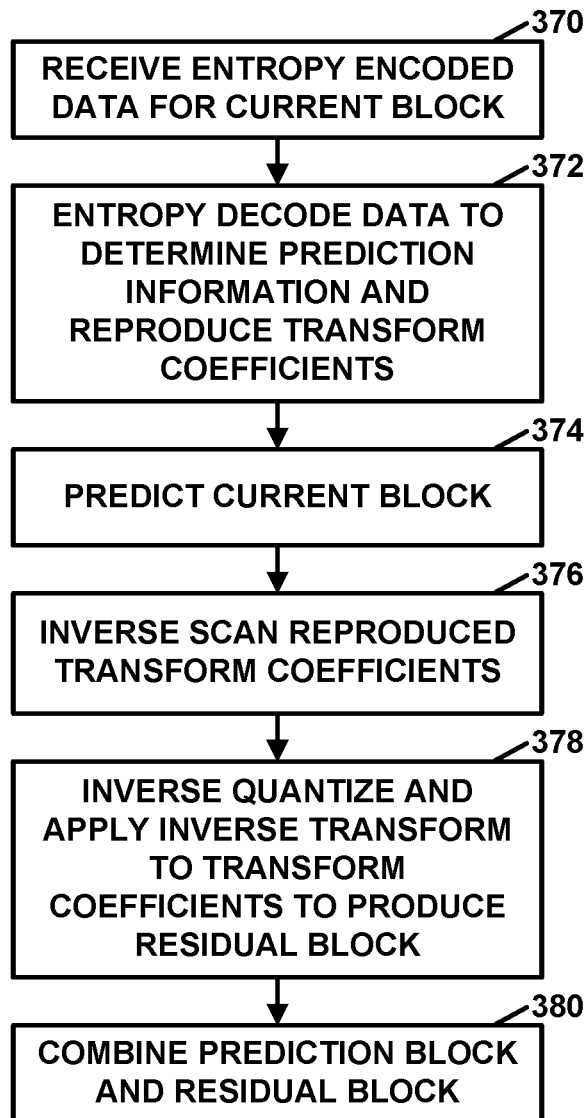 370
RECEIVE ENTROPY ENCODED
DATA FOR CURRENT BLOCK
372
ENTROPY DECODE DATA TO
DETERMINE PREDICTION
INFORMATION AND
REPRODUCE TRANSFORM
COEFFICIENTS
374
PREDICT CURRENT BLOCK
376
INVERSE SCAN REPRODUCED
TRANSFORM COEFFICIENTS
378
INVERSE QUANTIZE AND
APPLY INVERSE TRANSFORM
TO TRANSFORM
COEFFICIENTS TO PRODUCE
RESIDUAL BLOCK
380
COMBINE PREDICTION BLOCK
AND RESIDUAL BLOCK